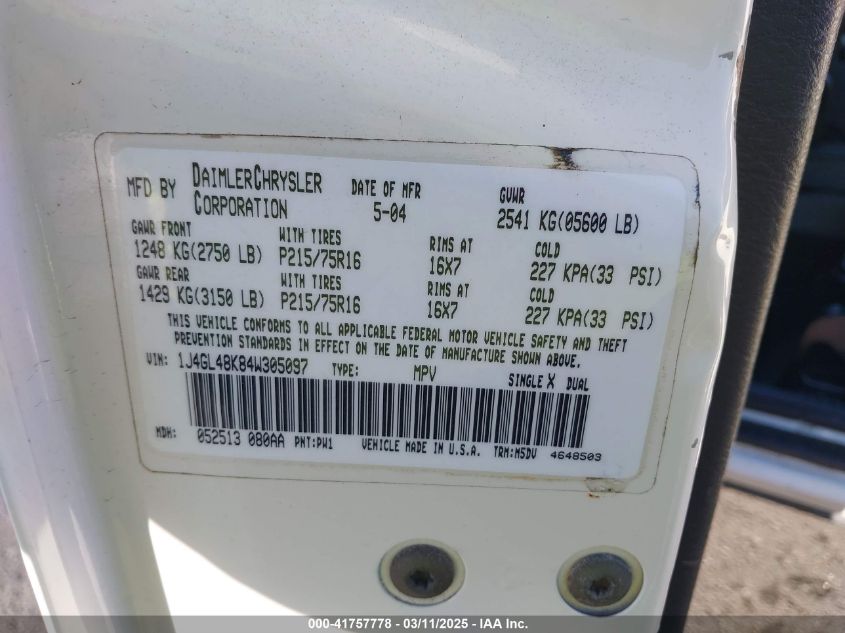 MFD BY DAIMLERCHRYSLER CORPORATION DATE OF MFR 5-04 GVWR 2541 KG(05600 LB)
GAWR FRONT WITH TIRES RIMS AT COLD
1248 KG(2750 LB) P215/75R16 16X7 227 KPA(33 PSI)
GAWR REAR WITH TIRES RIMS AT COLD
1429 KG(3150 LB) P215/75R16 16X7 227 KPA(33 PSI)
THIS VEHICLE CONFORMS TO ALL APPLICABLE FEDERAL MOTOR VEHICLE SAFETY AND THEFT
PREVENTION STANDARDS IN EFFECT ON THE DATE OF MANUFACTURE SHOWN ABOVE.
VIN: 1J4GL48K84W305097 TYPE: MPV SINGLE X DUAL
MDH: 052513 080AA PNT:PW1 VEHICLE MADE IN U.S.A. TRM:M5DV 4648503
000-41757778 - 03/11/2025 - IAA Inc.